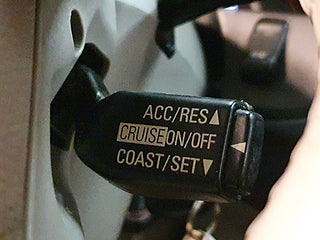 ACC/RES▲
CRUISE ON/OFF
COAST/SET▼